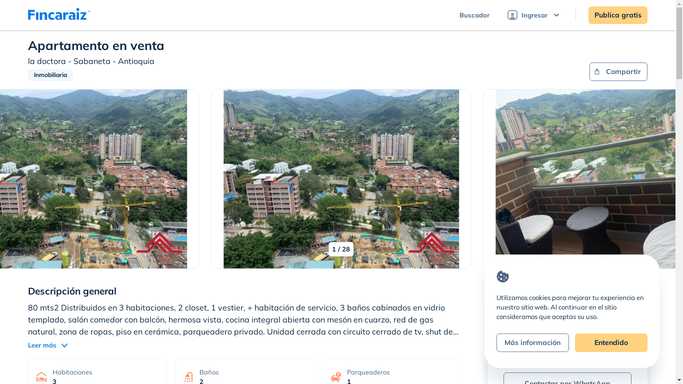 Fincaraiz
Buscador
Ingresar
Publica gratis
Apartamento en venta
la doctora - Sabaneta - Antioquia
Inmobiliaria
Compartir
1 / 28
Descripción general
80 mts2 Distribuidos en 3 habitaciones, 2 closet, 1 vestier, + habitación de servicio, 3 baños cabinados en vidrio
templado, salón comedor con balcón, hermosa vista, cocina integral abierta con mesón en cuarzo, red de gas
natural, zona de ropas, piso en cerámica, parqueadero privado. Unidad cerrada con circuito cerrado de tv, shut de...
Leer más
Habitaciones
3
Baños
2
Parqueaderos
1
Utilizamos cookies para mejorar tu experiencia en
nuestro sitio web. Al continuar en el sitio
consideramos que aceptas su uso.
Más información
Entendido
Contactar por WhatsApp